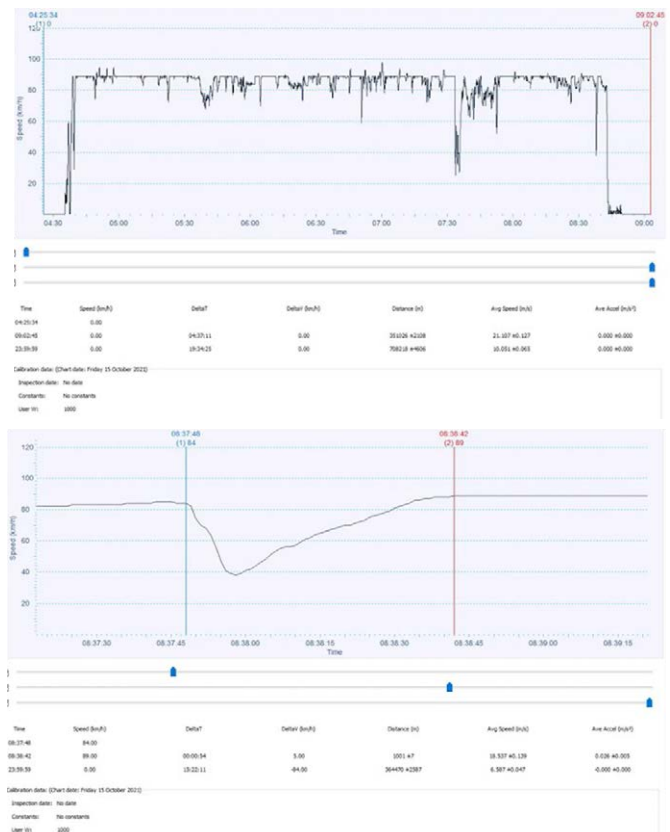 04:25:34 09:02:45
(1) 0 (2) 0
120
100
80
60
40
20
Speed (km/h)
04:30 05:00 05:30 06:00 06:30 07:00 07:30 08:00 08:30 09:00
Time
Time Speed (km/h) DeltaT DeltaV (km/h) Distance (m) Avg Speed (m/s) Ave Accel (m/s²)
04:25:34 0.00
09:02:45 0.00 04:37:11 0.00 351026 ±2108 21.107 ±0.127 0.000 ±0.000
23:59:59 0.00 19:34:25 0.00 708218 ±4606 10.051 ±0.065 0.000 ±0.000
Calibration data: (Chart date: Friday 15 October 2021)
Inspection date: No date
Constants: No constants
User W: 1000
08:37:48 08:38:42
(1) 84 (2) 89
120
100
80
60
40
20
Speed (km/h)
08:37:30 08:37:45 08:38:00 08:38:15 08:38:30 08:38:45 08:39:00 08:39:15
Time
Time Speed (km/h) DeltaT DeltaV (km/h) Distance (m) Avg Speed (m/s) Ave Accel (m/s²)
08:37:48 84.00
08:38:42 89.00 00:00:54 5.00 1001 ±7 18.537 ±0.139 0.026 ±0.005
23:59:59 0.00 15:22:11 -84.00 364470 ±2587 6.587 ±0.047 -0.000 ±0.000
Calibration data: (Chart date: Friday 15 October 2021)
Inspection date: No date
Constants: No constants
User W: 1000